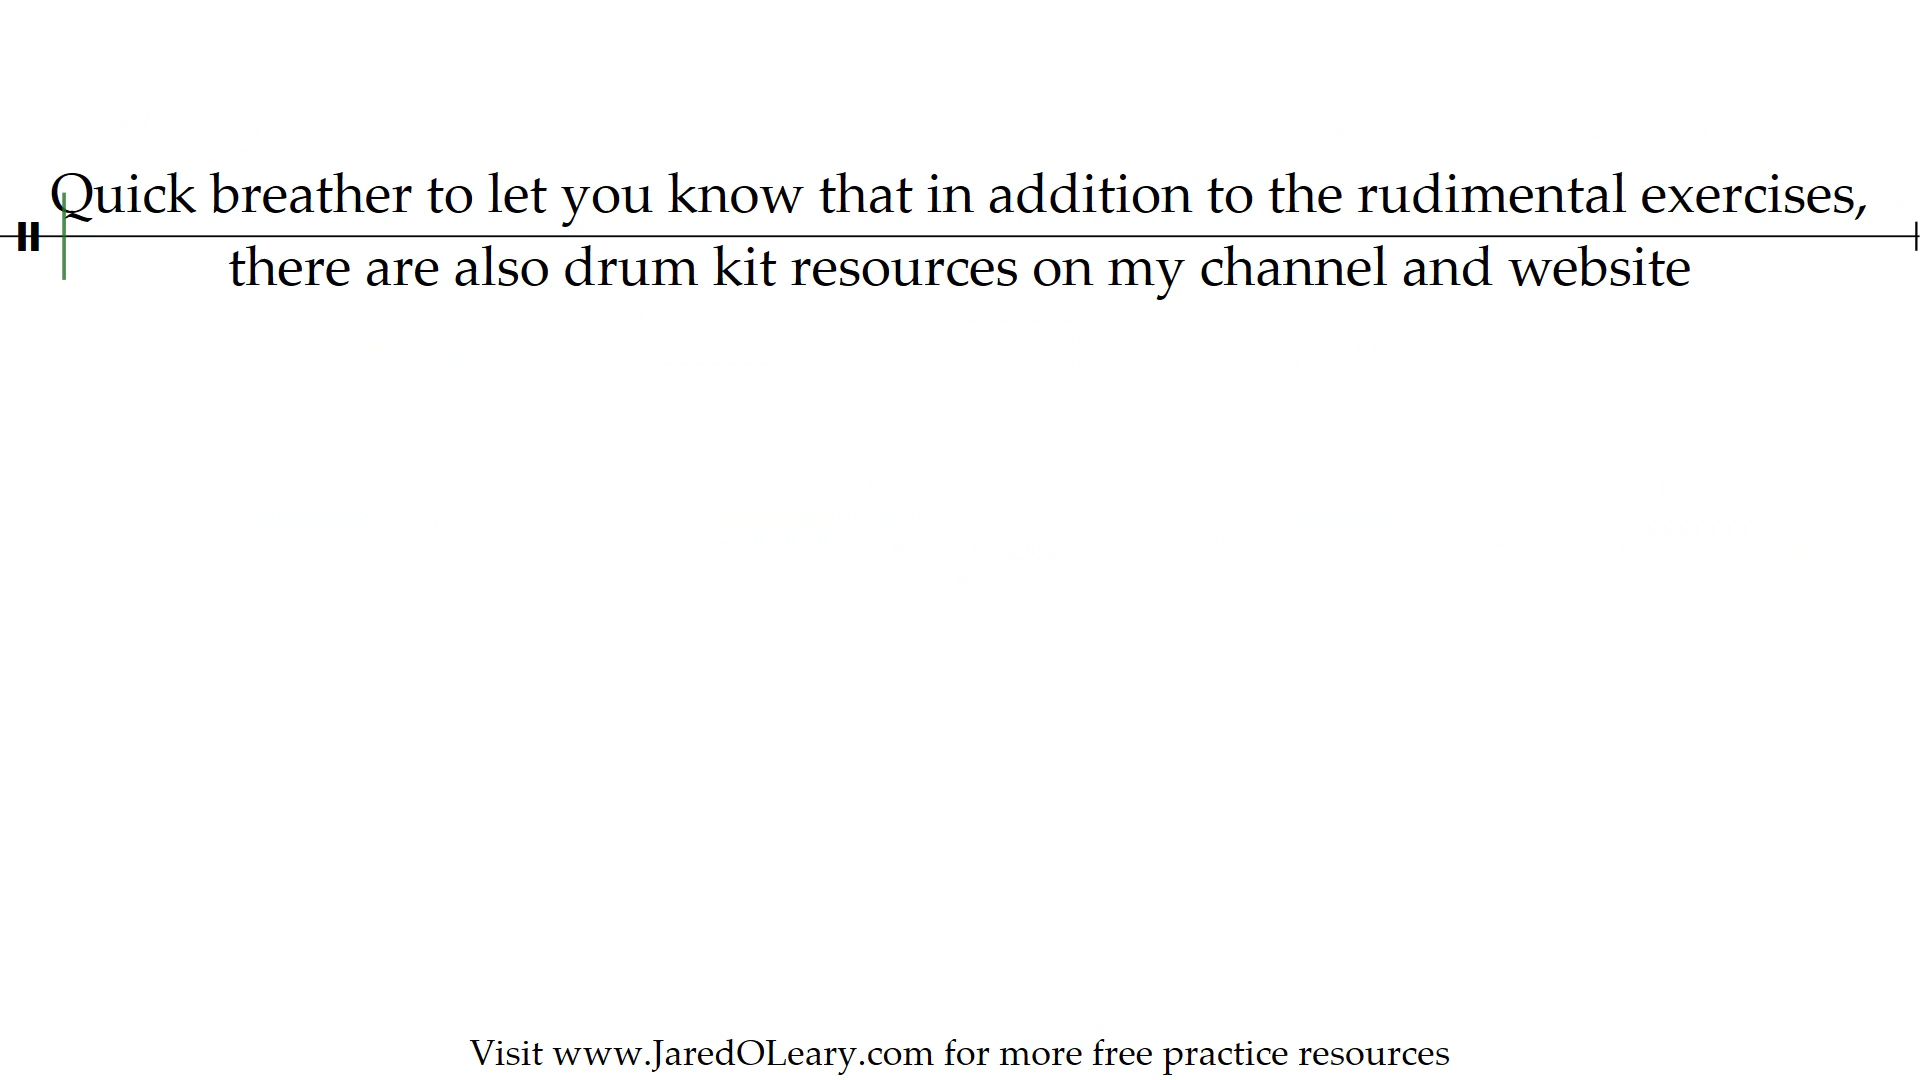 Quick breather to let you know that in addition to the rudimental exercises,
there are also drum kit resources on my channel and website
Visit www.JaredOLeary.com for more free practice resources